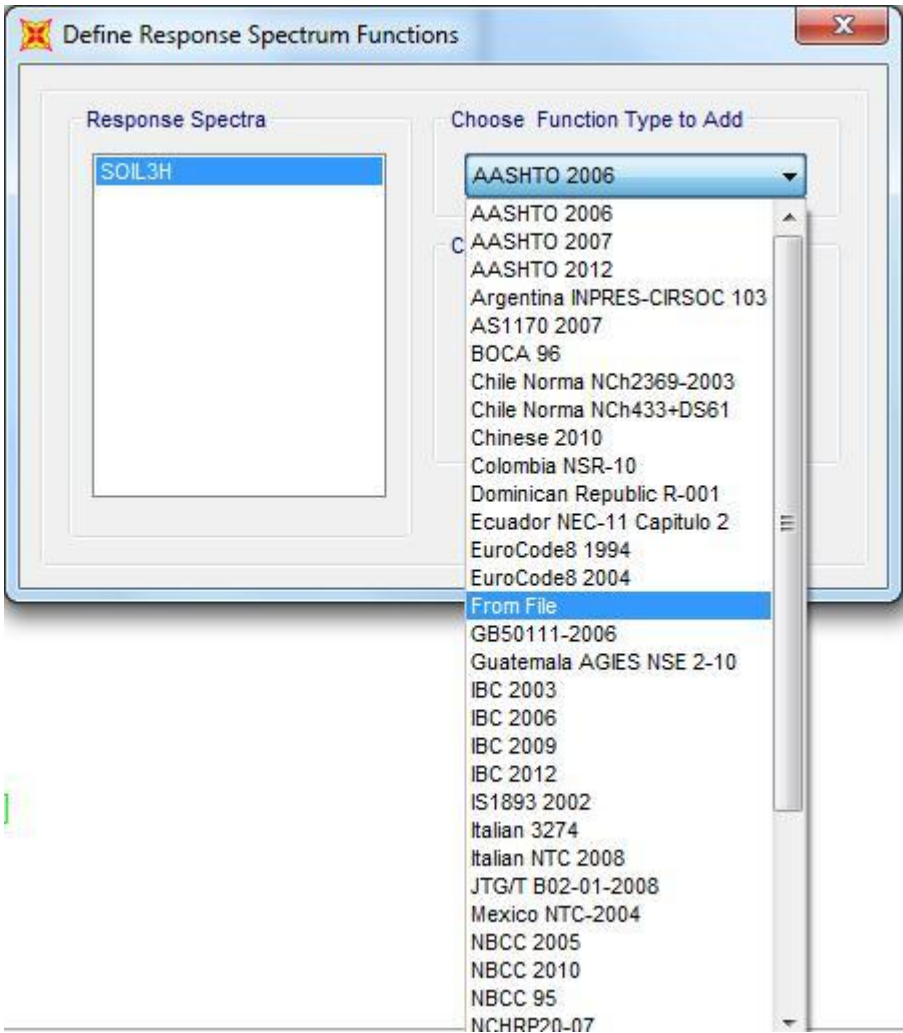 Define Response Spectrum Functions
Response Spectra
SOIL3H
Choose Function Type to Add
AASHTO 2006
AASHTO 2006
C
AASHTO 2007
AASHTO 2012
Argentina INPRES-CIRSOC 103
AS1170 2007
BOCA 96
Chile Norma NCh2369-2003
Chile Norma NCh433+DS61
Chinese 2010
Colombia NSR-10
Dominican Republic R-001
Ecuador NEC-11 Capitulo 2
EuroCode8 1994
EuroCode8 2004
From File
GB50111-2006
Guatemala AGIES NSE 2-10
IBC 2003
IBC 2006
IBC 2009
IBC 2012
IS1893 2002
Italian 3274
Italian NTC 2008
JTG/T B02-01-2008
Mexico NTC-2004
NBCC 2005
NBCC 2010
NBCC 95
NCHRP20-07